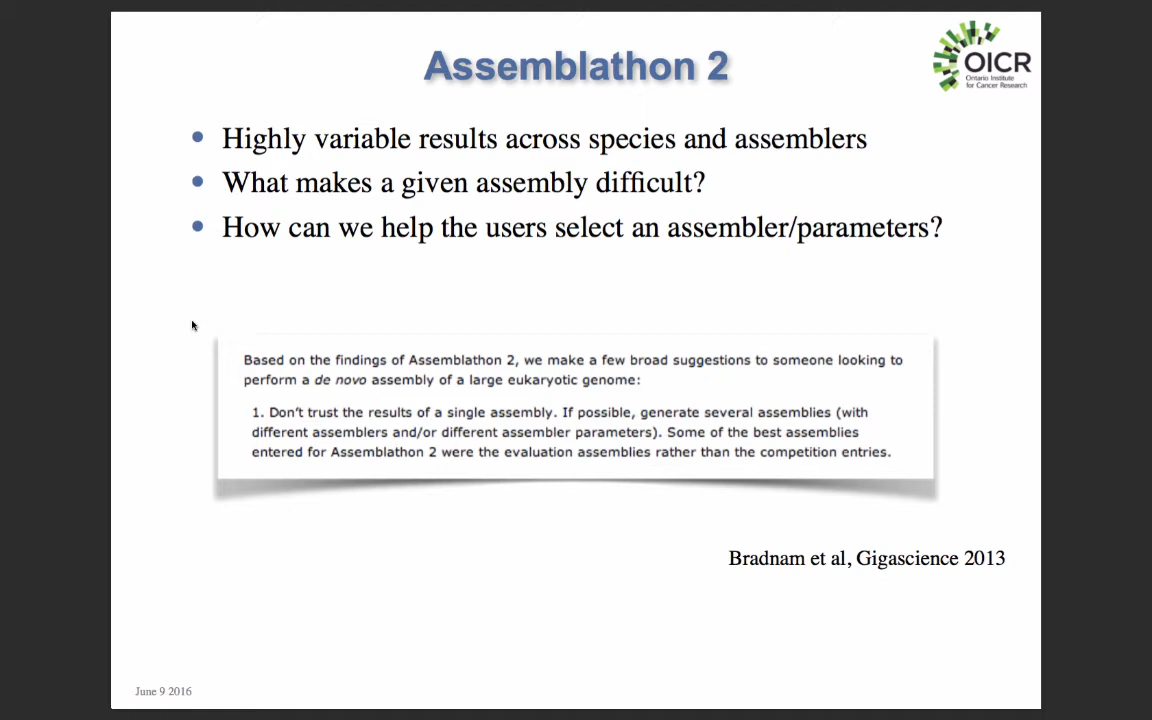 Assemblathon 2
OICR
Ontario Institute
for Cancer Research
• Highly variable results across species and assemblers
• What makes a given assembly difficult?
• How can we help the users select an assembler/parameters?
Based on the findings of Assemblathon 2, we make a few broad suggestions to someone looking to
perform a de novo assembly of a large eukaryotic genome:
1. Don't trust the results of a single assembly. If possible, generate several assemblies (with
different assemblers and/or different assembler parameters). Some of the best assemblies
entered for Assemblathon 2 were the evaluation assemblies rather than the competition entries.
Bradnam et al, Gigascience 2013
June 9 2016